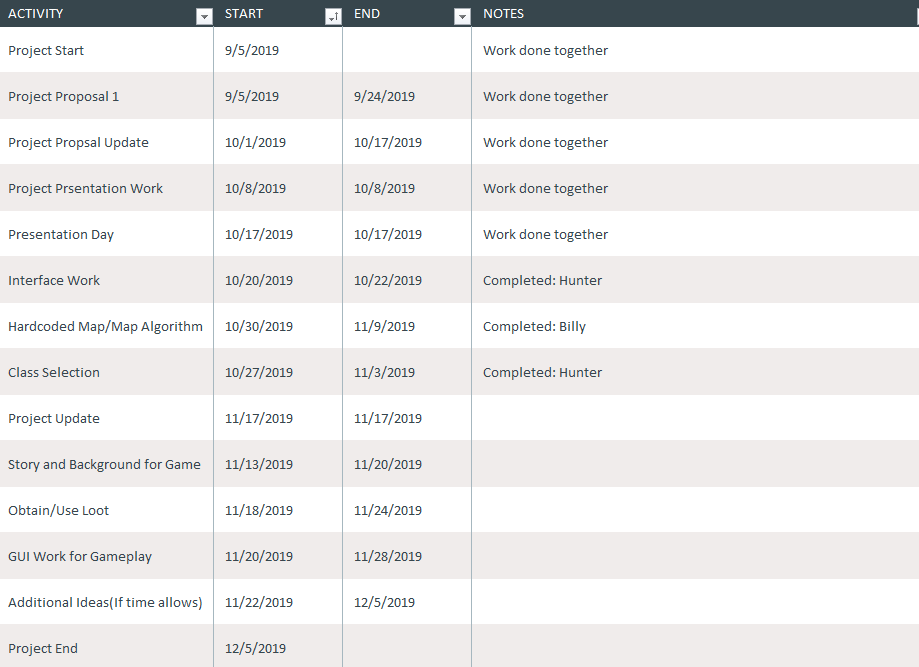 ACTIVITY START END NOTES
Project Start 9/5/2019 Work done together
Project Proposal 1 9/5/2019 9/24/2019 Work done together
Project Propsal Update 10/1/2019 10/17/2019 Work done together
Project Prsentation Work 10/8/2019 10/8/2019 Work done together
Presentation Day 10/17/2019 10/17/2019 Work done together
Interface Work 10/20/2019 10/22/2019 Completed: Hunter
Hardcoded Map/Map Algorithm 10/30/2019 11/9/2019 Completed: Billy
Class Selection 10/27/2019 11/3/2019 Completed: Hunter
Project Update 11/17/2019 11/17/2019
Story and Background for Game 11/13/2019 11/20/2019
Obtain/Use Loot 11/18/2019 11/24/2019
GUI Work for Gameplay 11/20/2019 11/28/2019
Additional Ideas(If time allows) 11/22/2019 12/5/2019
Project End 12/5/2019